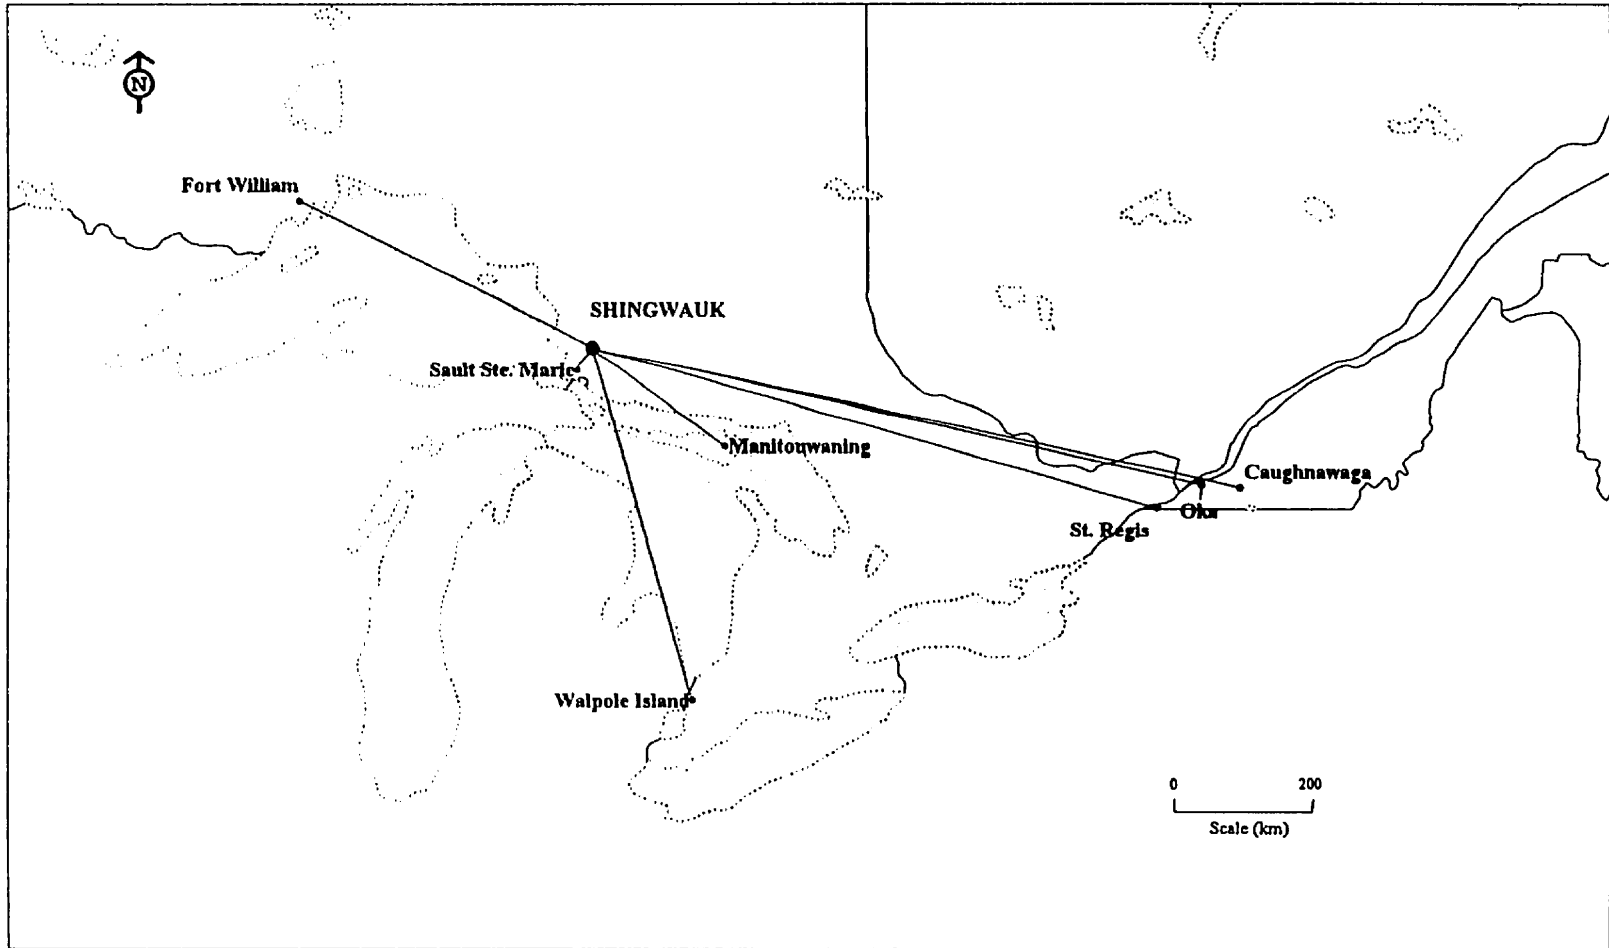 N
Fort William
SHINGWAUK
Sault Ste. Marie
Manitouwaning
Caughnawaga
Oka
St. Regis
Walpole Island
0 200
Scale (km)